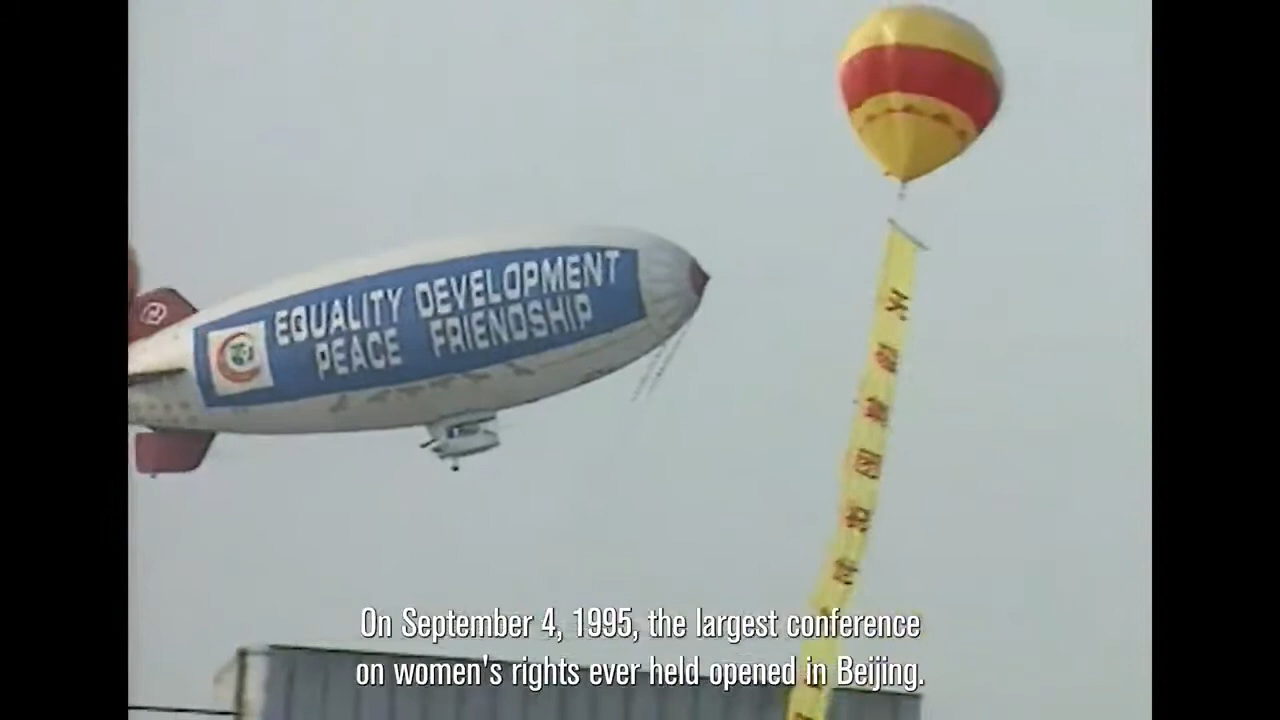 EQUALITY DEVELOPMENT
PEACE FRIENDSHIP
On September 4, 1995, the largest conference
on women's rights ever held opened in Beijing.